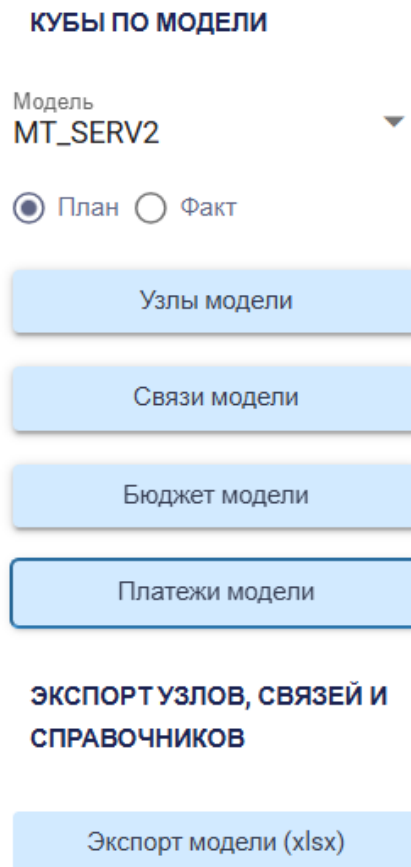 КУБЫ ПО МОДЕЛИ
Модель
MT_SERV2
План Факт
Узлы модели
Связи модели
Бюджет модели
Платежи модели
ЭКСПОРТ УЗЛОВ, СВЯЗЕЙ И
СПРАВОЧНИКОВ
Экспорт модели (xlsx)